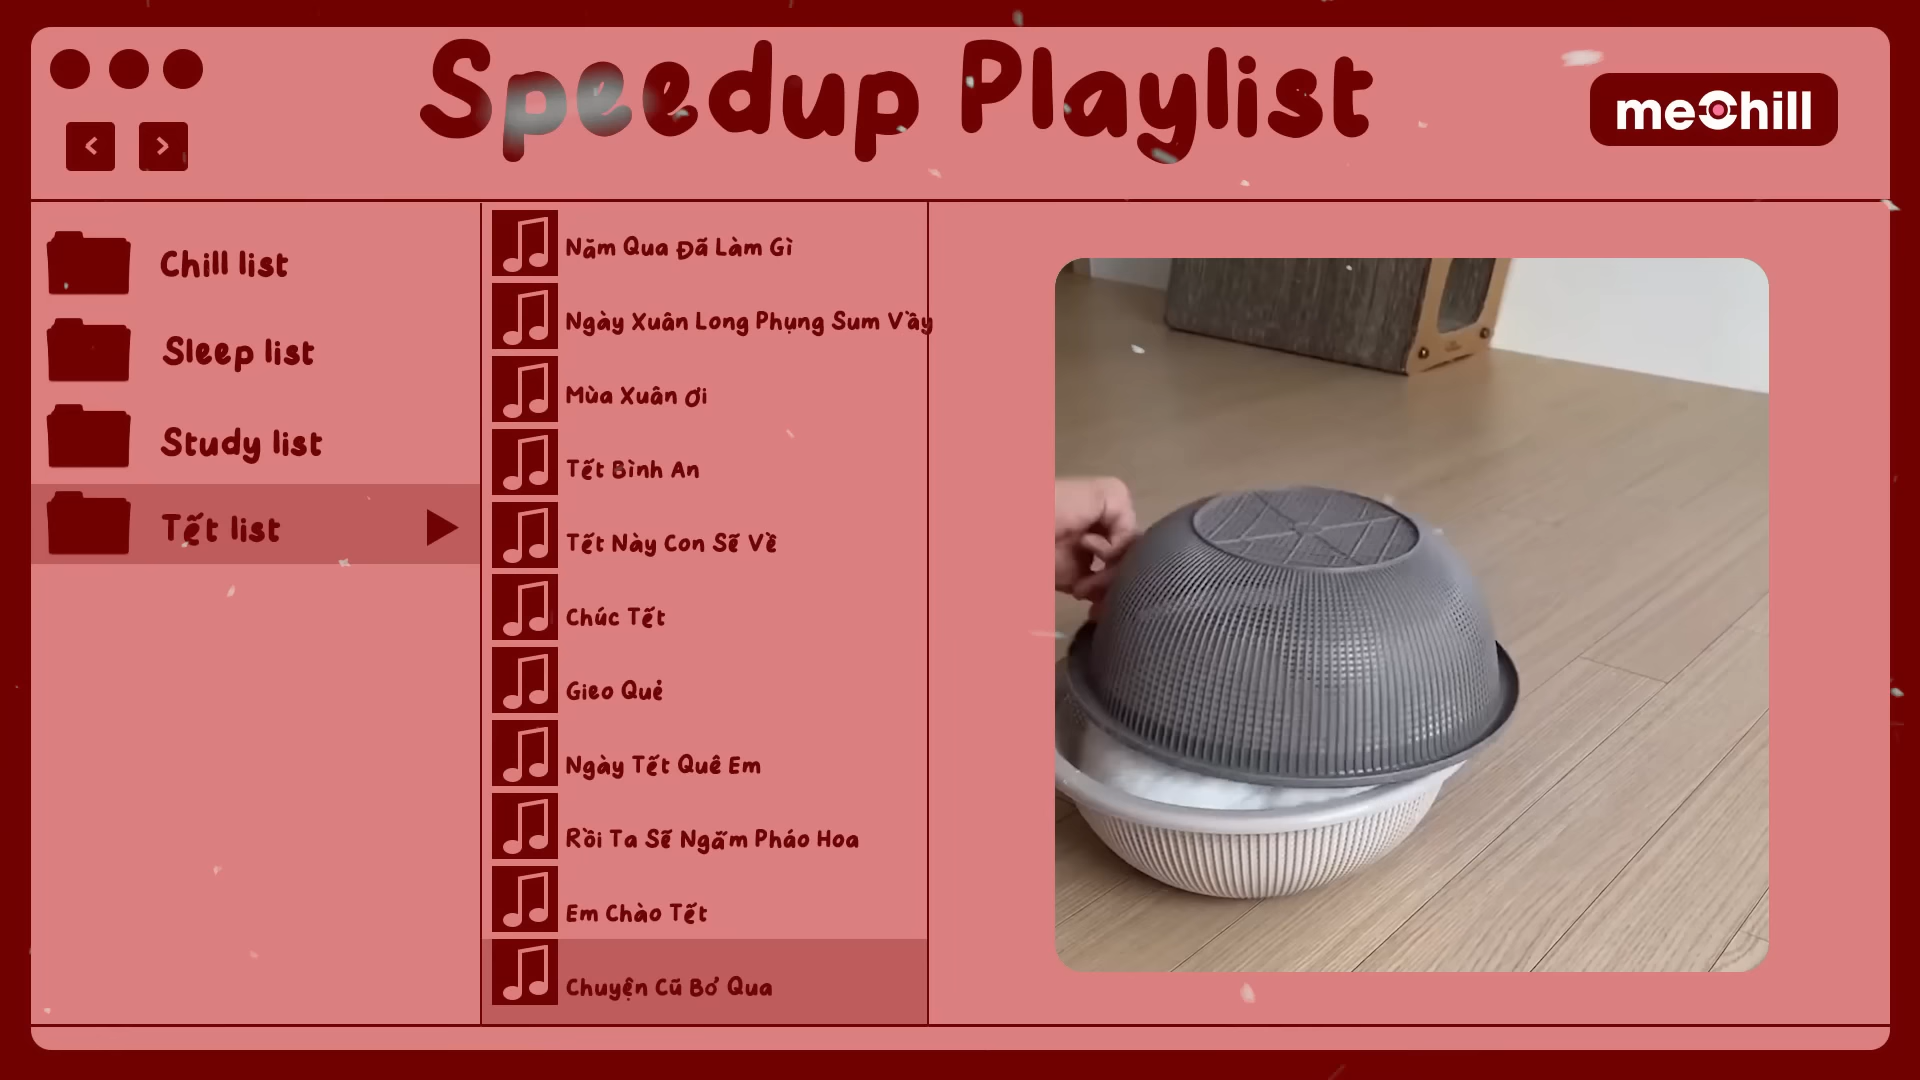 Speedup Playlist
mechill
Chill list
Sleep list
Study list
Tết list
Năm Qua Đã Làm Gì
Ngày Xuân Long Phụng Sum Vầy
Mùa Xuân ơi
Tết Bình An
Tết Này Con Sẽ Về
Chúc Tết
Gieo Quẻ
Ngày Tết Quê Em
Rồi Ta Sẽ Ngắm Pháo Hoa
Em Chào Tết
Chuyện Cũ Bỏ Qua